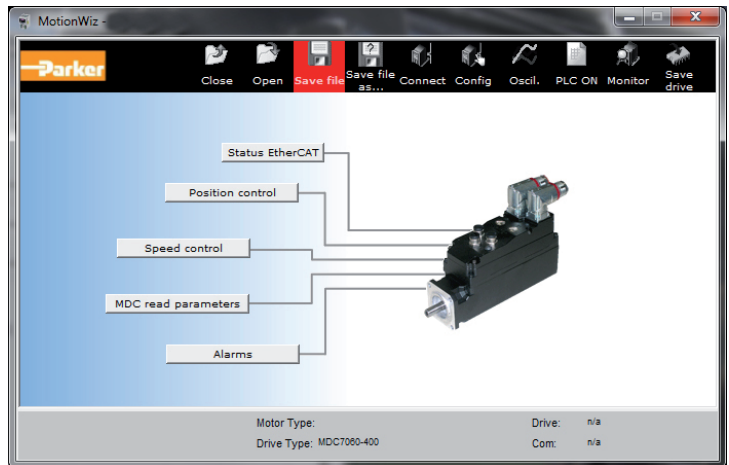 MotionWiz -
Parker
Close Open Save file Save file as... Connect Config Oscil. PLC ON Monitor Save drive
Status EtherCAT
Position control
Speed control
MDC read parameters
Alarms
Motor Type: Drive: n/a
Drive Type: MDC7060-400 Com: n/a